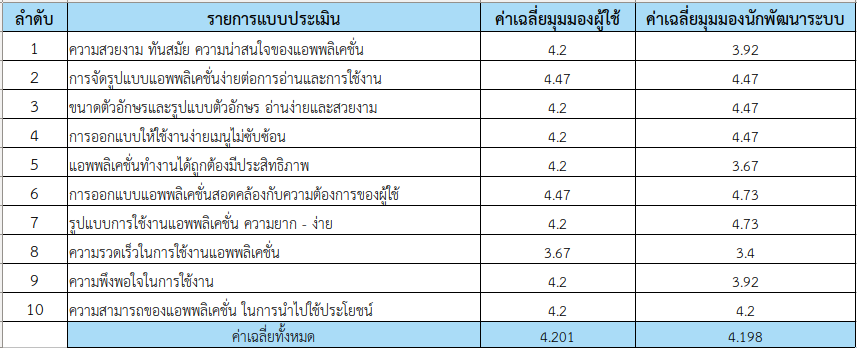 ลำดับ รายการแบบประเมิน ค่าเฉลี่ยมุมมองผู้ใช้ ค่าเฉลี่ยมุมมองนักพัฒนาระบบ
1 ความสวยงาม ทันสมัย ความน่าสนใจของแอพพลิเคชั่น 4.2 3.92
2 การจัดรูปแบบแอพพลิเคชั่นง่ายต่อการอ่านและการใช้งาน 4.47 4.47
3 ขนาดตัวอักษรและรูปแบบตัวอักษร อ่านง่ายและสวยงาม 4.2 4.47
4 การออกแบบให้ใช้งานง่ายเมนูไม่ซับซ้อน 4.2 4.47
5 แอพพลิเคชั่นทำงานได้ถูกต้องมีประสิทธิภาพ 4.2 3.67
6 การออกแบบแอพพลิเคชั่นสอดคล้องกับความต้องการของผู้ใช้ 4.47 4.73
7 รูปแบบการใช้งานแอพพลิเคชั่น ความยาก - ง่าย 4.2 4.73
8 ความรวดเร็วในการใช้งานแอพพลิเคชั่น 3.67 3.4
9 ความพึงพอใจในการใช้งาน 4.2 3.92
10 ความสามารถของแอพพลิเคชั่น ในการนำไปใช้ประโยชน์ 4.2 4.2
ค่าเฉลี่ยทั้งหมด 4.201 4.198